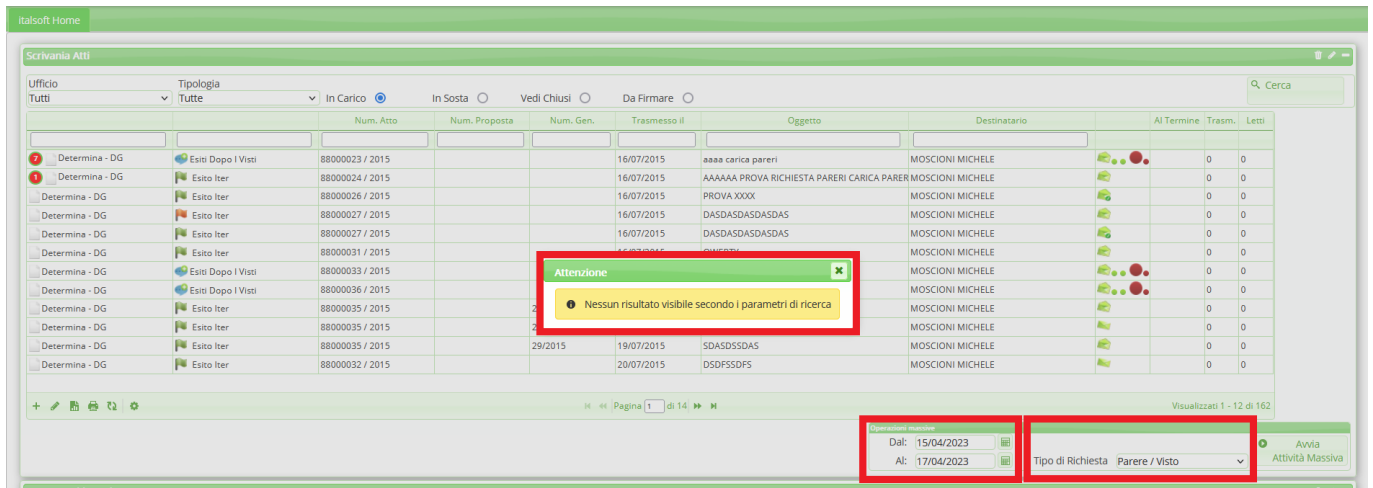 italsoft Home
Scrivania Atti
Ufficio Tipologia
Tutti Tutte In Carico In Sosta Vedi Chiusi Da Firmare Cerca
Num. Atto Num. Proposta Num. Gen. Trasmesso il Oggetto Destinatario Al Termine Trasm. Letti
7 Determina - DG Esiti Dopo I Visti 88000023 / 2015 16/07/2015 aaaa carica pareri MOSCIONI MICHELE 0 0
1 Determina - DG Esito Iter 88000024 / 2015 16/07/2015 AAAAAA PROVA RICHIESTA PARERI CARICA PARER MOSCIONI MICHELE 0 0
Determina - DG Esito Iter 88000026 / 2015 16/07/2015 PROVA XXXX MOSCIONI MICHELE 0 0
Determina - DG Esito Iter 88000027 / 2015 16/07/2015 DASDASDASDASDAS MOSCIONI MICHELE 0 0
Determina - DG Esito Iter 88000027 / 2015 16/07/2015 DASDASDASDASDAS MOSCIONI MICHELE 0 0
Determina - DG Esito Iter 88000031 / 2015 MOSCIONI MICHELE 0 0
Determina - DG Esiti Dopo I Visti 88000033 / 2015 MOSCIONI MICHELE 0 0
Determina - DG Esiti Dopo I Visti 88000036 / 2015 MOSCIONI MICHELE 0 0
Determina - DG Esito Iter 88000035 / 2015 MOSCIONI MICHELE 0 0
Determina - DG Esito Iter 88000035 / 2015 MOSCIONI MICHELE 0 0
Determina - DG Esito Iter 88000035 / 2015 29/2015 19/07/2015 SDASDSSDAS MOSCIONI MICHELE 0 0
Determina - DG Esito Iter 88000032 / 2015 20/07/2015 DSDFSSDFS MOSCIONI MICHELE 0 0
Attenzione
Nessun risultato visibile secondo i parametri di ricerca
Pagina 1 di 14 Visualizzati 1 - 12 di 162
Operazioni massive
Dal: 15/04/2023
Al: 17/04/2023
Tipo di Richiesta Parere / Visto
Avvia
Attività Massiva